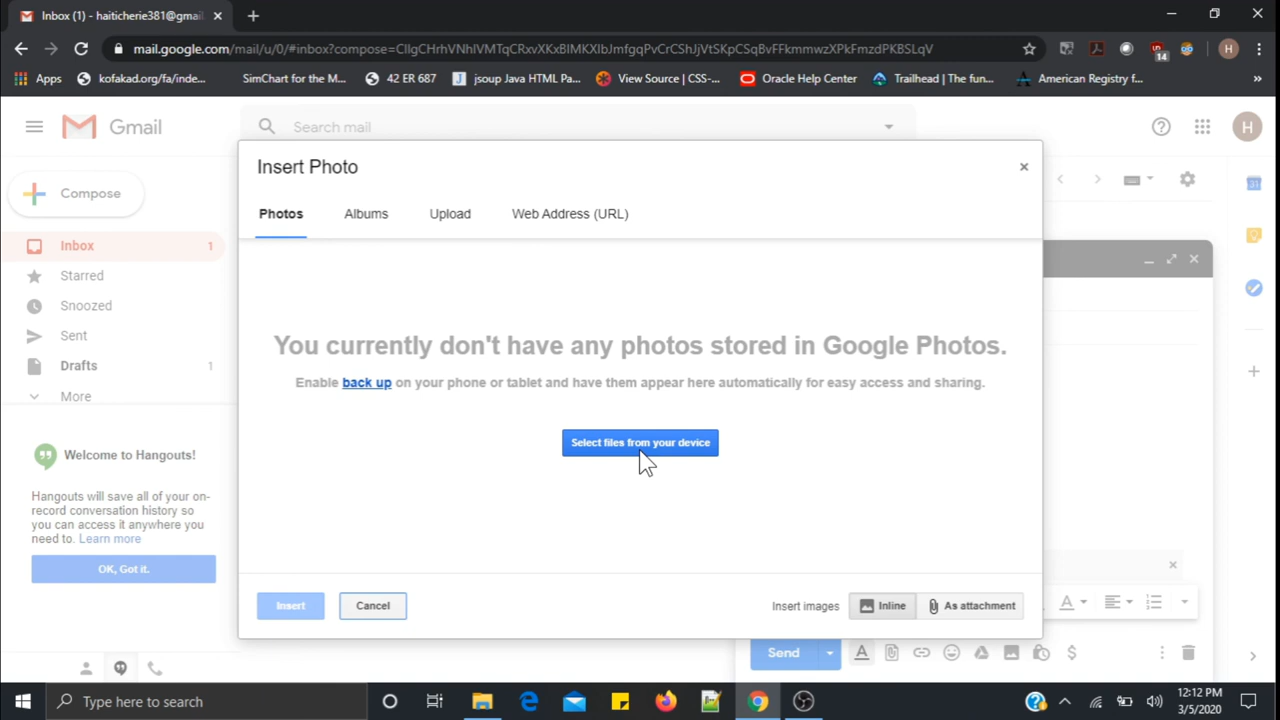 Inbox (1) - haiticherie381@gmai
mail.google.com/mail/u/0/#inbox?compose=
14
H
Apps
kofakad.org/fa/inde...
SimChart for the M...
42 ER 687
jsoup Java HTML Pa...
View Source | CSS-...
Oracle Help Center
Trailhead | The fun...
American Registry f...
»
Gmail
Search mail
H
Insert Photo
Compose
Photos
Albums
Upload
Web Address (URL)
Inbox
1
Starred
Snoozed
Sent
Drafts
1
More
You currently don't have any photos stored in Google Photos.
Enable back up on your phone or tablet and have them appear here automatically for easy access and sharing.
Select files from your device
Welcome to Hangouts!
Hangouts will save all of your on-
record conversation history so
you can access it anywhere you
need to. Learn more
OK, Got it.
Insert
Cancel
Insert images
Inline
As attachment
Send
Type here to search
12:12 PM
3/5/2020